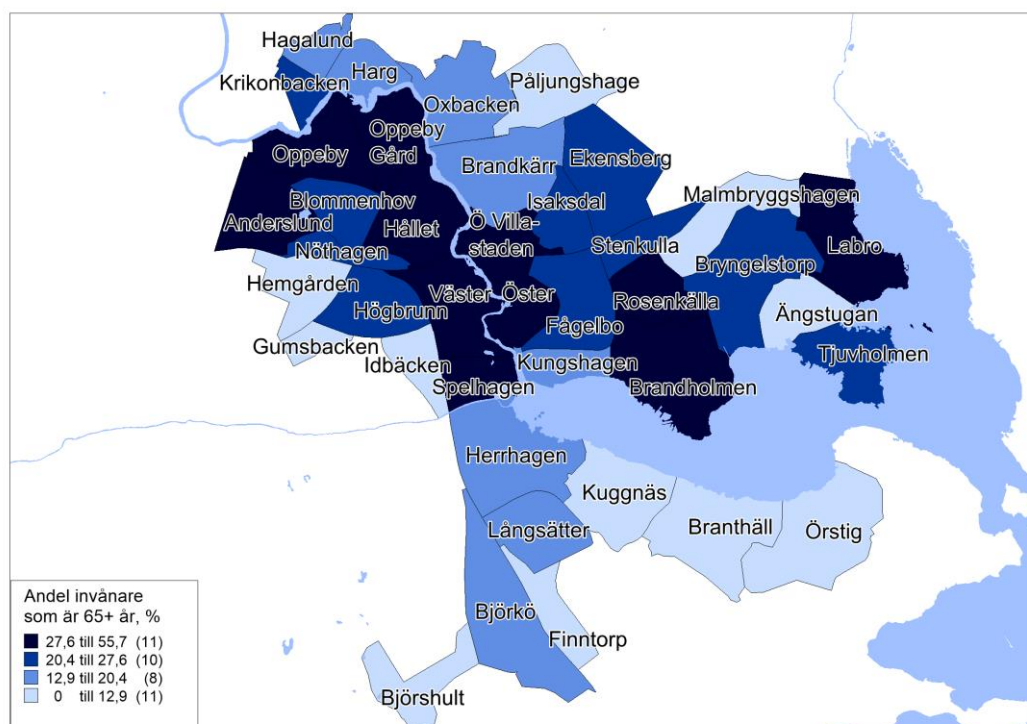 Hagalund
Krikonbacken
Harg
Påljungshage
Oxbacken
Oppeby
Gård
Oppeby
Brandkärr
Ekensberg
Malmbryggshagen
Blommenhov
Isaksdal
Anderslund
Hållet
Ö Villa-
staden
Stenkulla
Labro
Nöthagen
Bryngelstorp
Hemgården
Väster
Öster
Rosenkälla
Högbrunn
Fågelbo
Ängstugan
Gumsbacken
Idbäcken
Kungshagen
Tjuvholmen
Spelhagen
Brandholmen
Herrhagen
Kuggnäs
Långsätter
Branthäll
Örstig
Björkö
Finntorp
Björshult
Andel invånare
som är 65+ år, %
27,6 till 55,7 (11)
20,4 till 27,6 (10)
12,9 till 20,4 (8)
0 till 12,9 (11)